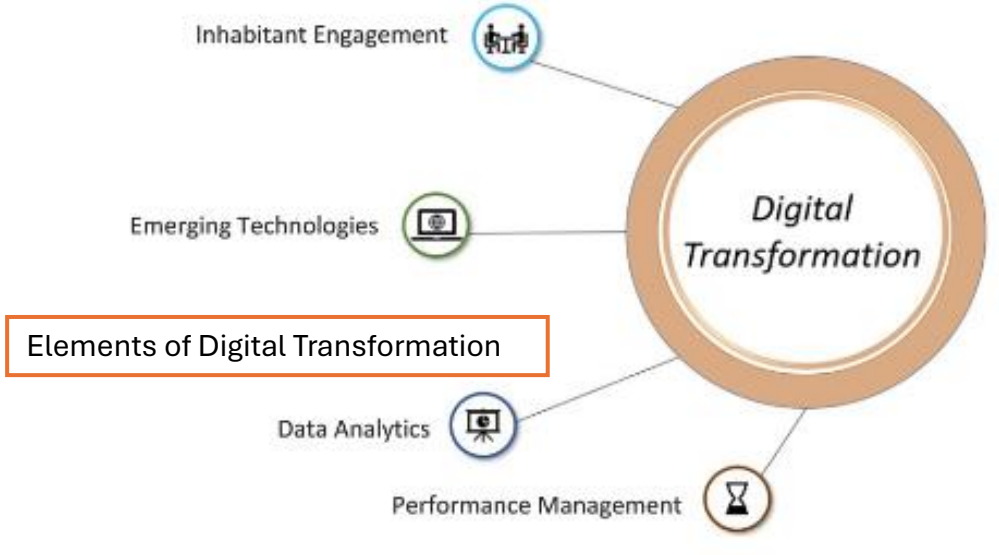 Inhabitant Engagement
Emerging Technologies
Digital
Transformation
Elements of Digital Transformation
Data Analytics
Performance Management